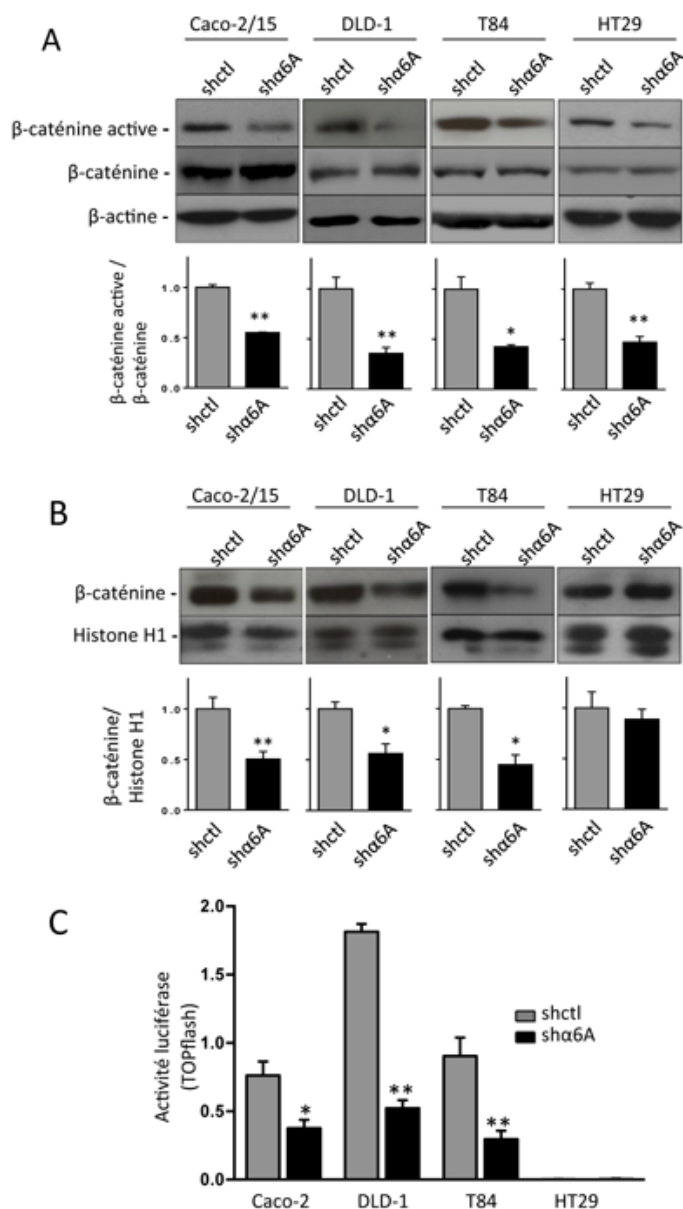 A
Caco-2/15 DLD-1 T84 HT29
shctl shα6A shctl shα6A shctl shα6A shctl shα6A
β-caténine active -
β-caténine -
β-actine -
β-caténine active /
β-caténine
1.0
0.5
1.0
** ** * **
shctl shα6A shctl shα6A shctl shα6A shctl shα6A
B
Caco-2/15 DLD-1 T84 HT29
shctl shα6A shctl shα6A shctl shα6A shctl shα6A
β-caténine -
Histone H1 -
β-caténine/
Histone H1
1.0
0.5
1.0
** * *
shctl shα6A shctl shα6A shctl shα6A shctl shα6A
C
Activité luciférase
(TOPflash)
2.0
1.5
1.0
0.5
0.0
shctl
shα6A
* ** **
Caco-2 DLD-1 T84 HT29